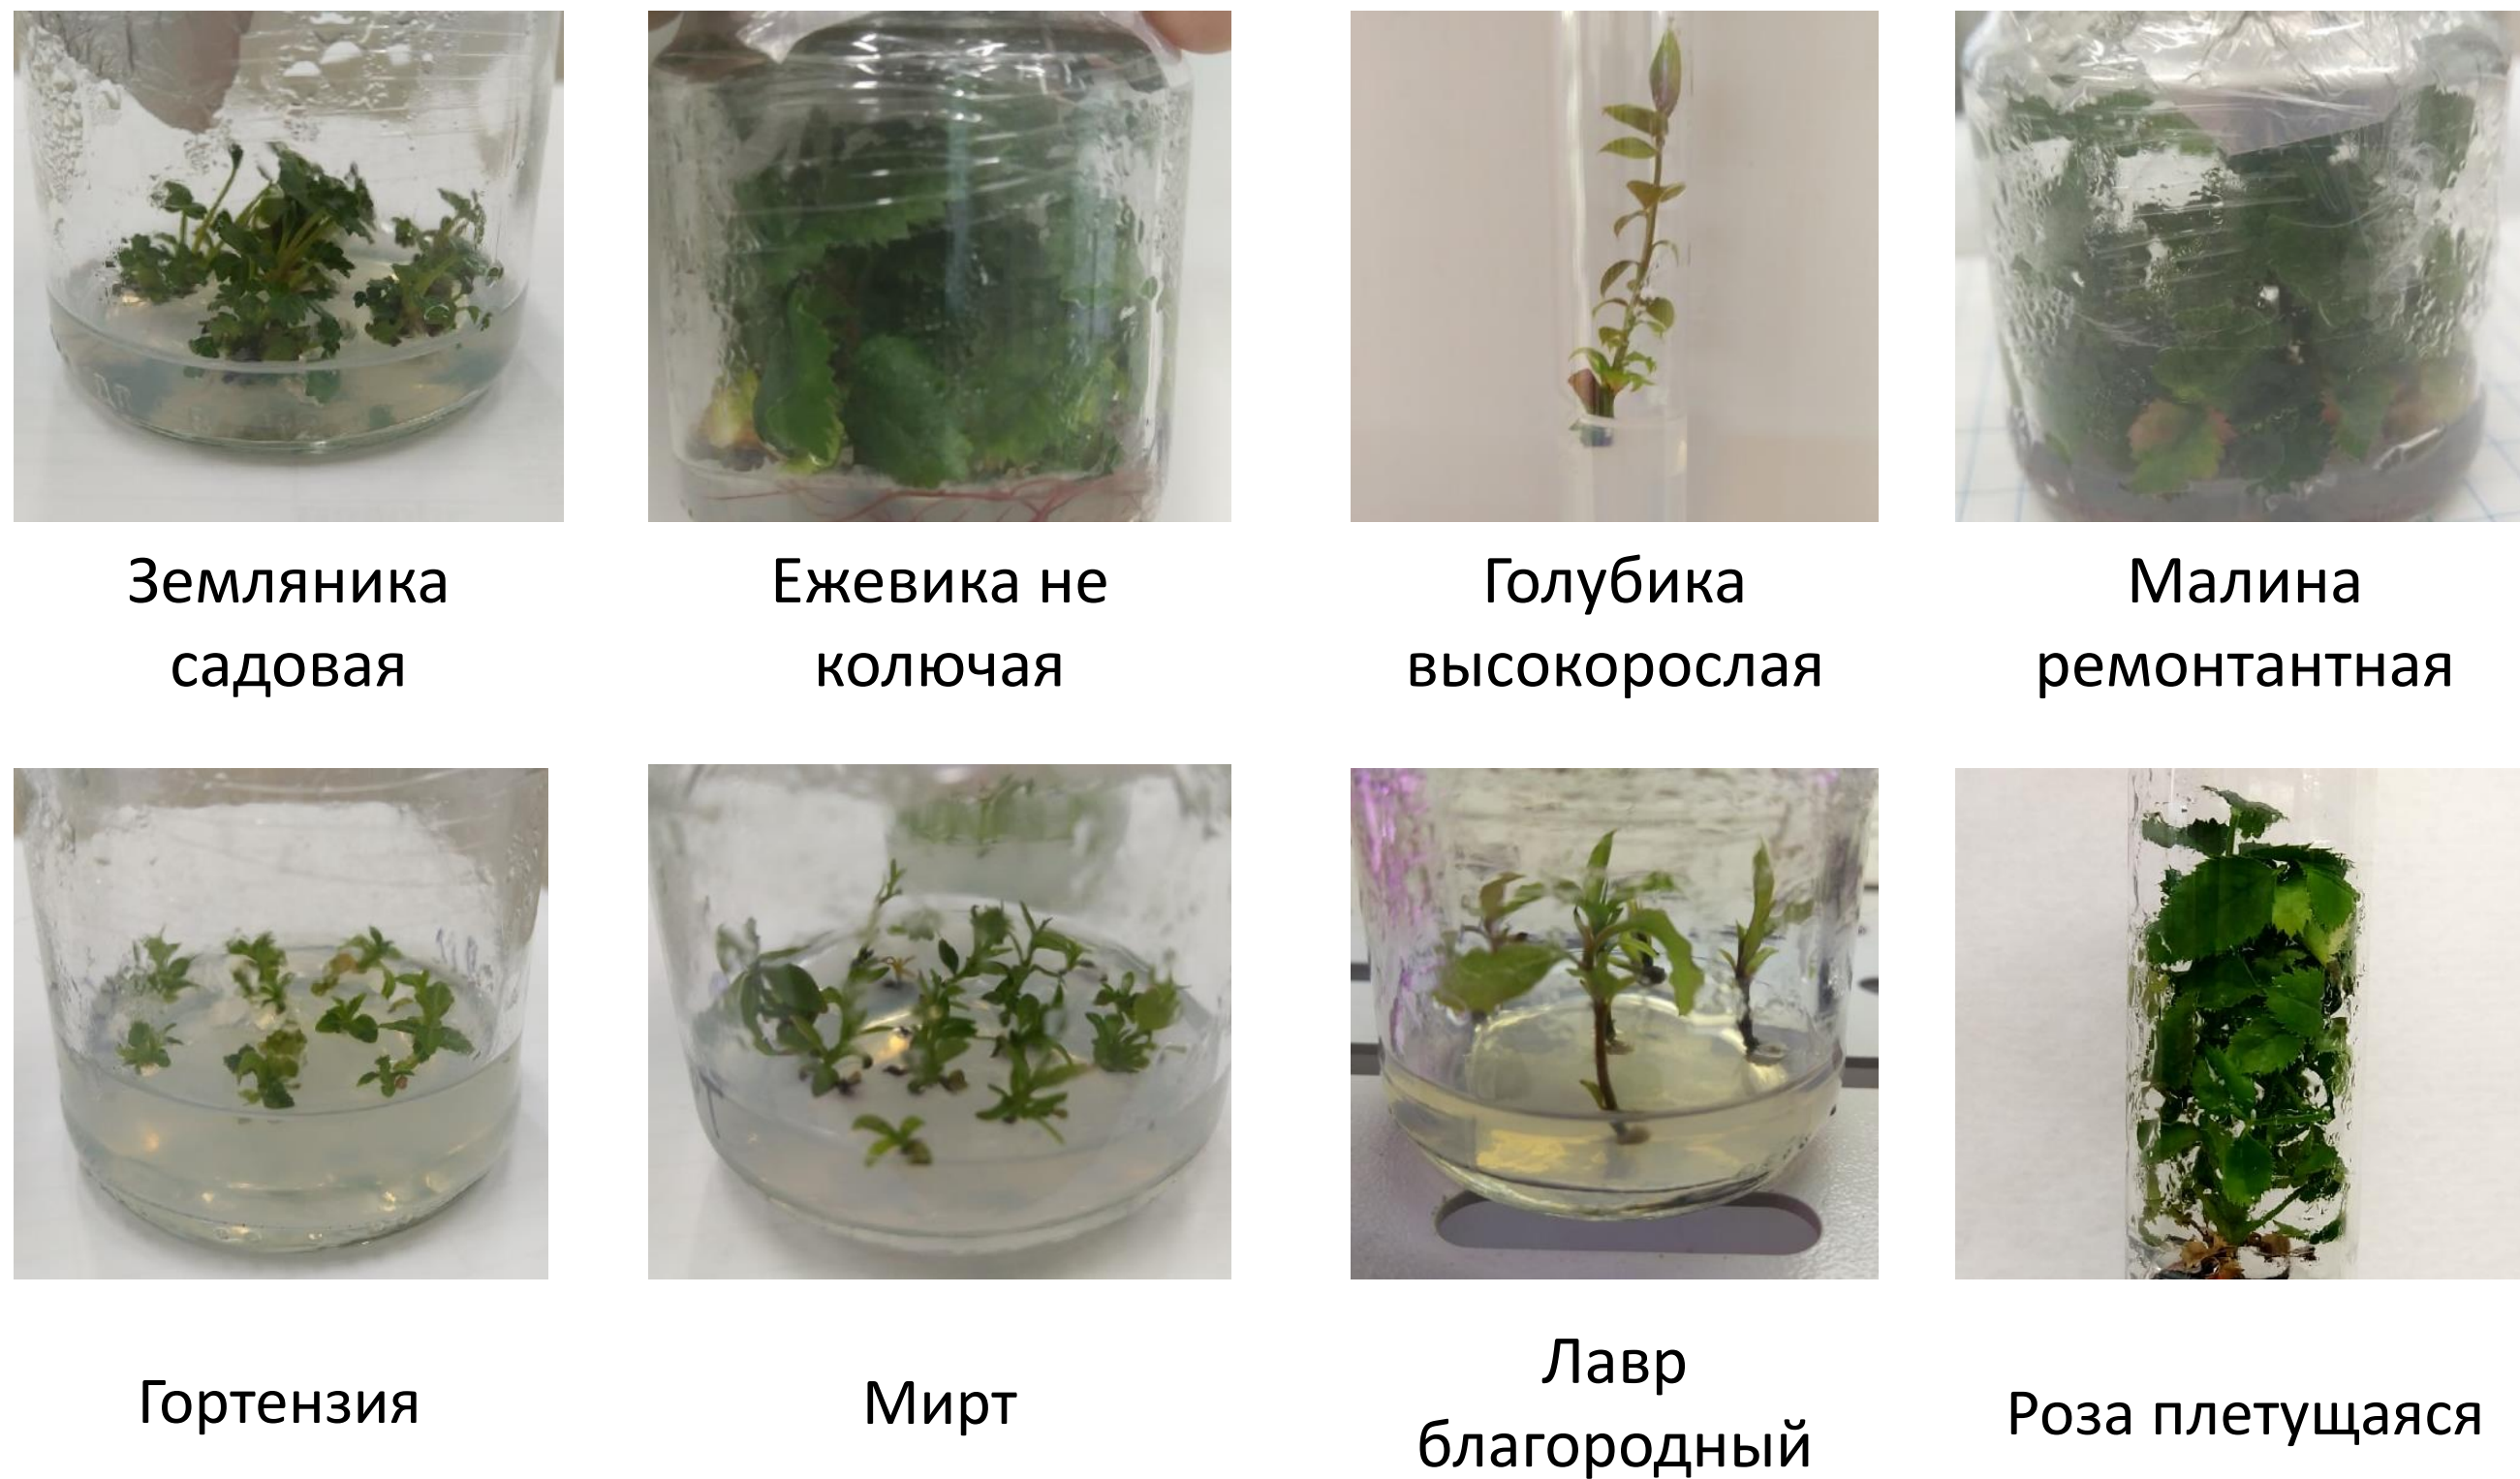 Земляника
садовая
Ежевика не
колючая
Голубика
высокорослая
Малина
ремонтантная
Гортензия
Мирт
Лавр
благородный
Роза плетущаяся